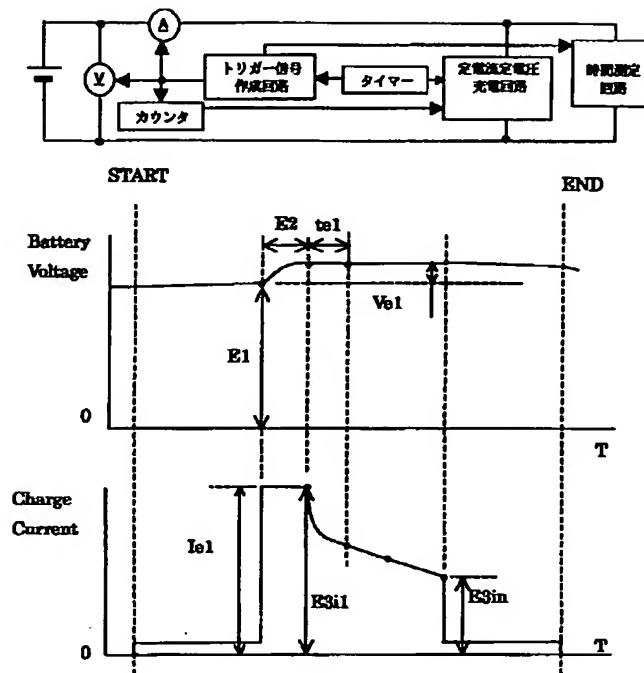 A
トリガー信号
作成回路
タイマー
定電流定電圧
充電回路
時間測定
回路
V
カウンタ
START
END
E2
te1
Battery
Voltage
Ve1
E1
0
T
Charge
Current
Ie1
E3i1
E3in
0
T